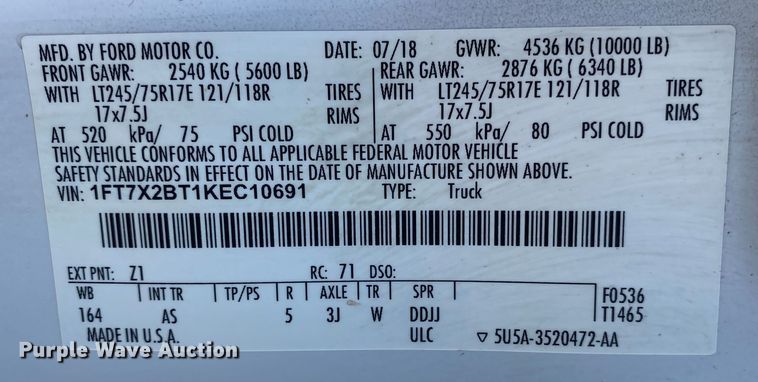 MFD. BY FORD MOTOR CO. DATE: 07/18 GVWR: 4536 KG (10000 LB)
FRONT GAWR: 2540 KG ( 5600 LB) REAR GAWR: 2876 KG ( 6340 LB)
WITH LT245/75R17E 121/118R TIRES WITH LT245/75R17E 121/118R TIRES
17x7.5J RIMS 17x7.5J RIMS
AT 520 kPa/ 75 PSI COLD AT 550 kPa/ 80 PSI COLD
THIS VEHICLE CONFORMS TO ALL APPLICABLE FEDERAL MOTOR VEHICLE
SAFETY STANDARDS IN EFFECT ON THE DATE OF MANUFACTURE SHOWN ABOVE.
VIN: 1FT7X2BT1KEC10691 TYPE: Truck
EXT PNT: Z1 RC: 71 DSO:
WB INT TR TP/PS R AXLE TR SPR F0536
164 AS 5 3J W DDJJ T1465
MADE IN U.S.A. ULC ▽ 5U5A-3520472-AA
Purple Wave Auction